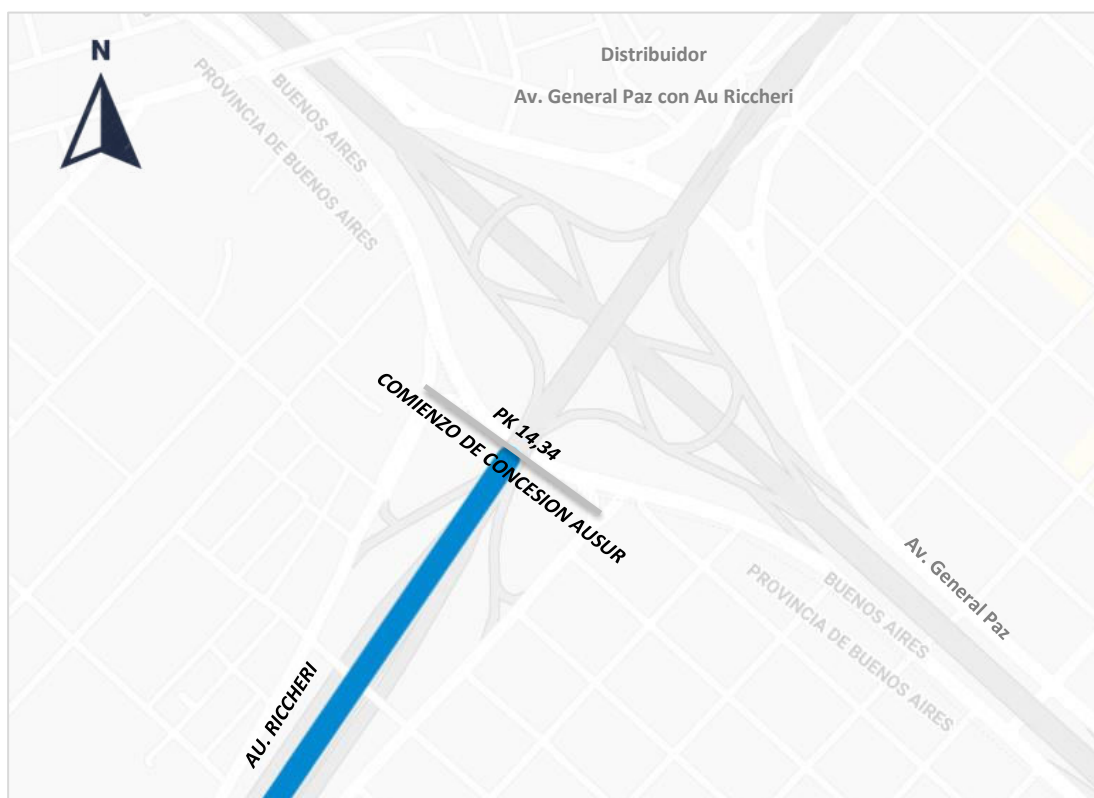 N
Distribuidor
Av. General Paz con Au Riccheri
BUENOS AIRES
PROVINCIA DE BUENOS AIRES
PK 14,34
COMIENZO DE CONCESION AUSUR
Av. General Paz
BUENOS AIRES
PROVINCIA DE BUENOS AIRES
AU. RICCHERI